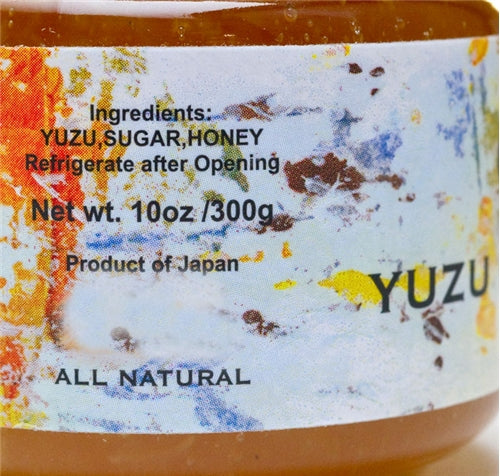 Ingredients:
YUZU,SUGAR,HONEY
Refrigerate after Opening
Net wt. 10oz /300g
Product of Japan
YUZU
ALL NATURAL